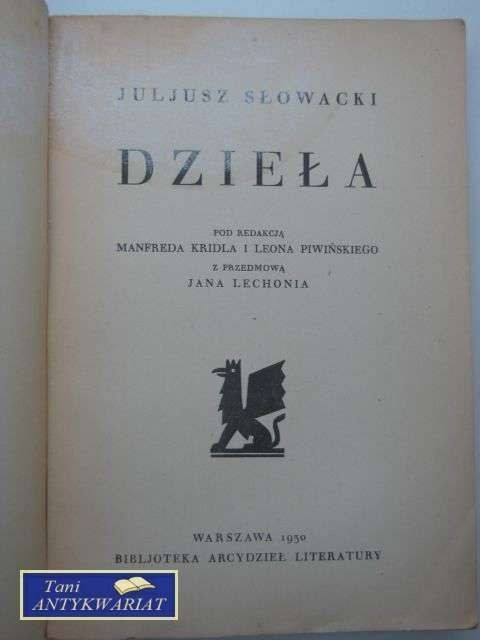 JULJUSZ SŁOWACKI
DZIEŁA
POD REDAKCJĄ
MANFREDA KRIDLA I LEONA PIWIŃSKIEGO
Z PRZEDMOWĄ
JANA LECHONIA
WARSZAWA 1930
BIBLJOTEKA ARCYDZIEŁ LITERATURY
Tani
ANTYKWARIAT